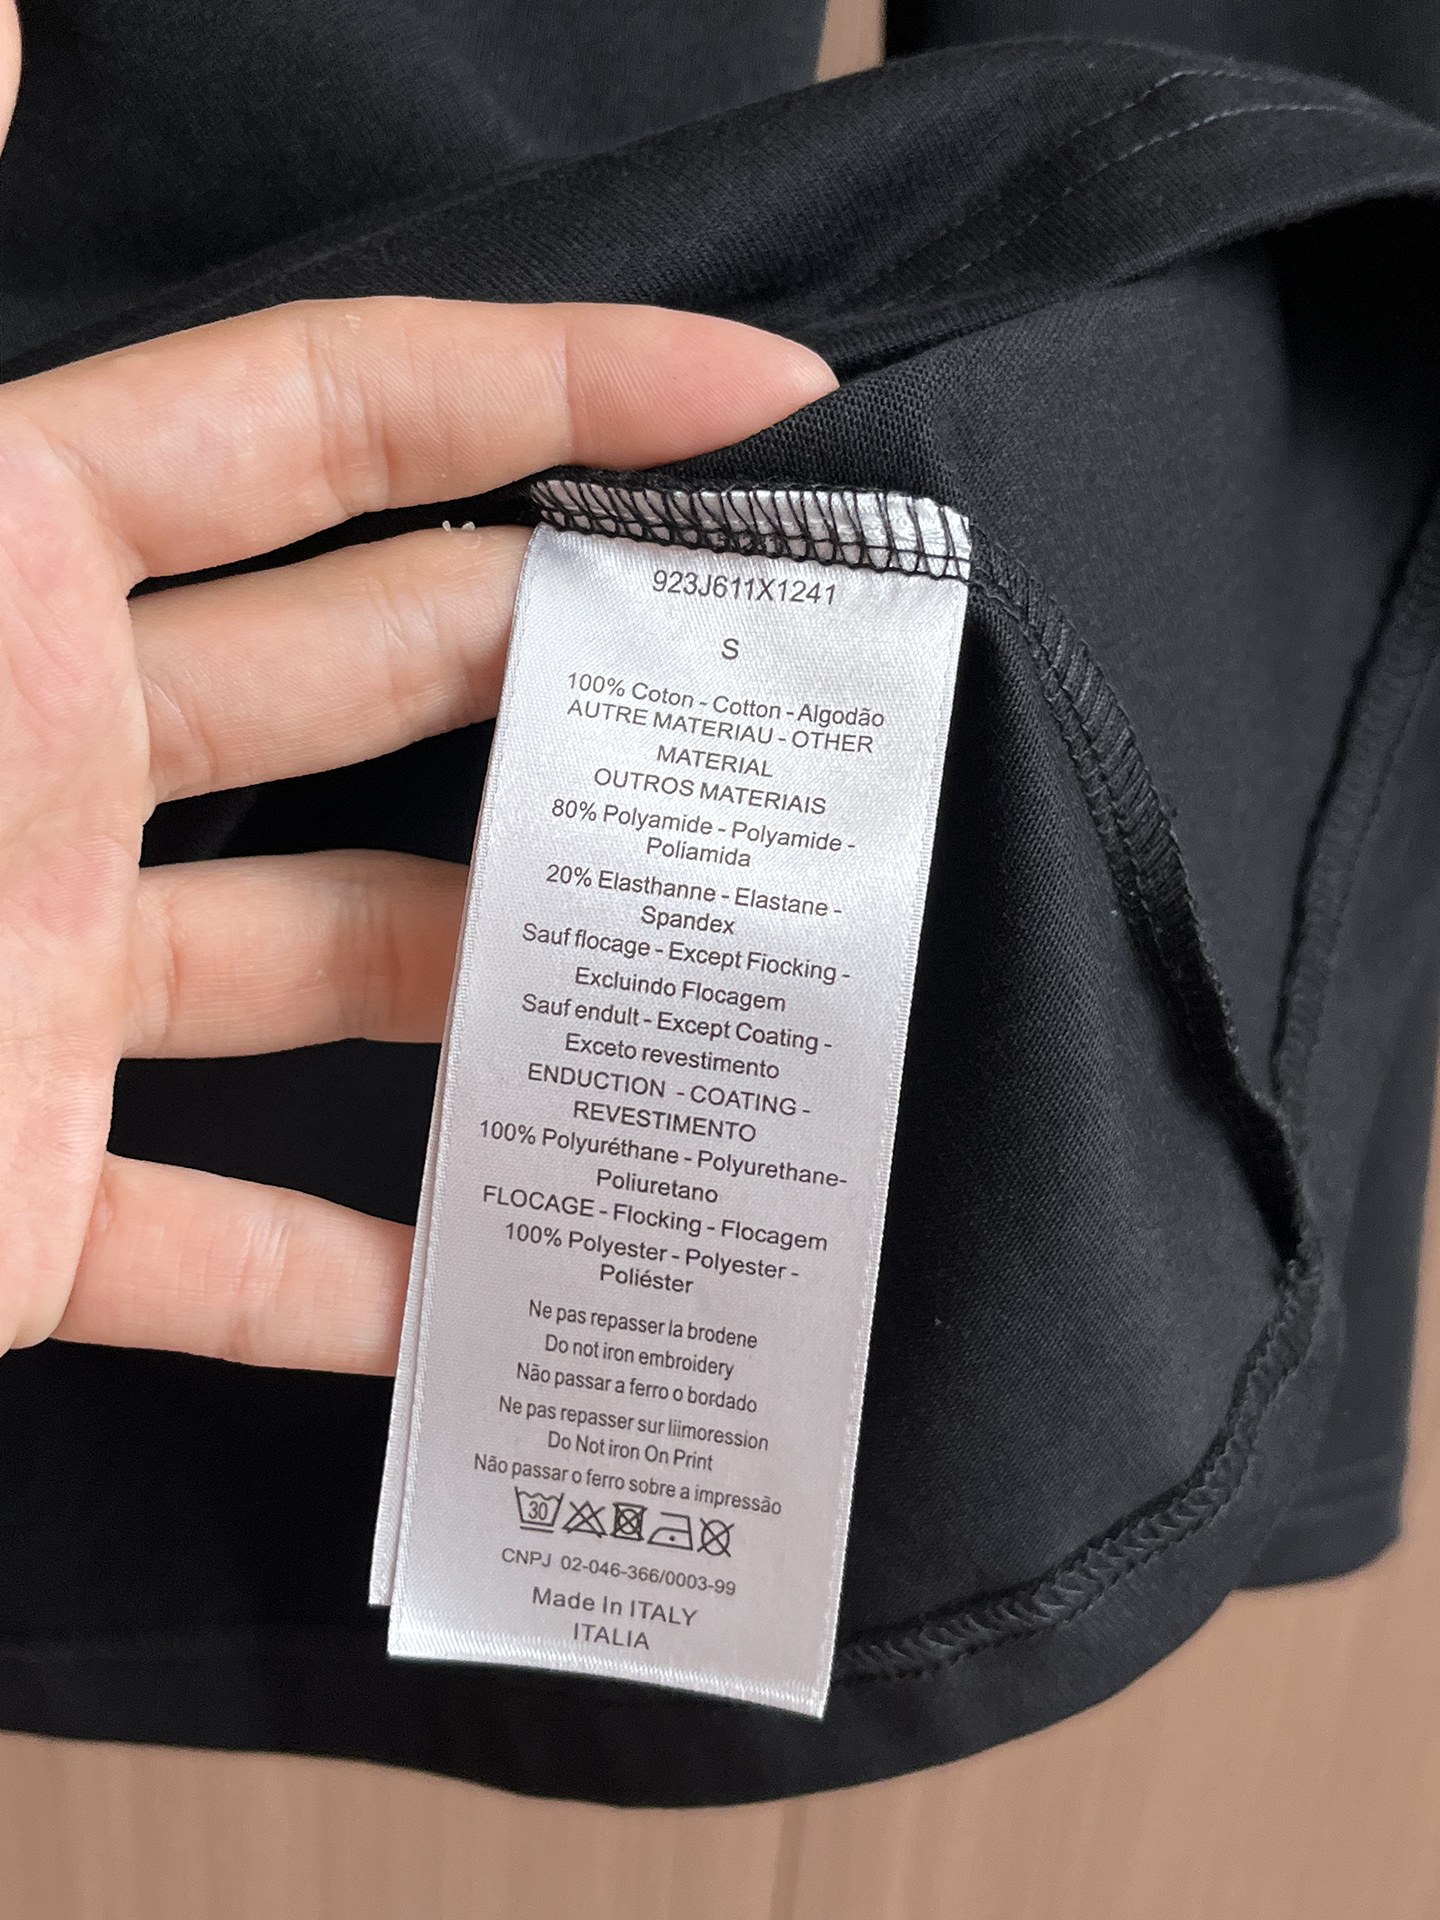 923J611X1241
S
100% Coton - Cotton - Algodão
AUTRE MATERIAU - OTHER
MATERIAL
OUTROS MATERIAIS
80% Polyamide - Polyamide -
Poliamida
20% Elasthanne - Elastane -
Spandex
Sauf flocage - Except Fiocking -
Excluindo Flocagem
Sauf endult - Except Coating -
Exceto revestimento
ENDUCTION - COATING -
REVESTIMENTO
100% Polyuréthane - Polyurethane-
Poliuretano
FLOCAGE - Flocking - Flocagem
100% Polyester - Polyester -
Poliéster
Ne pas repasser la brodene
Do not iron embroidery
Não passar a ferro o bordado
Ne pas repasser sur liimoression
Do Not iron On Print
Não passar o ferro sobre a impressão
30
CNPJ 02-046-366/0003-99
Made In ITALY
ITALIA